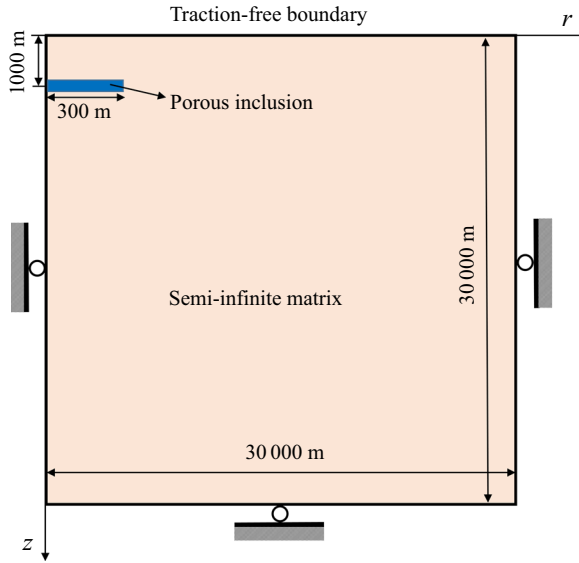 Traction-free boundary
r
1000 m
300 m
Porous inclusion
Semi-infinite matrix
30 000 m
30 000 m
z